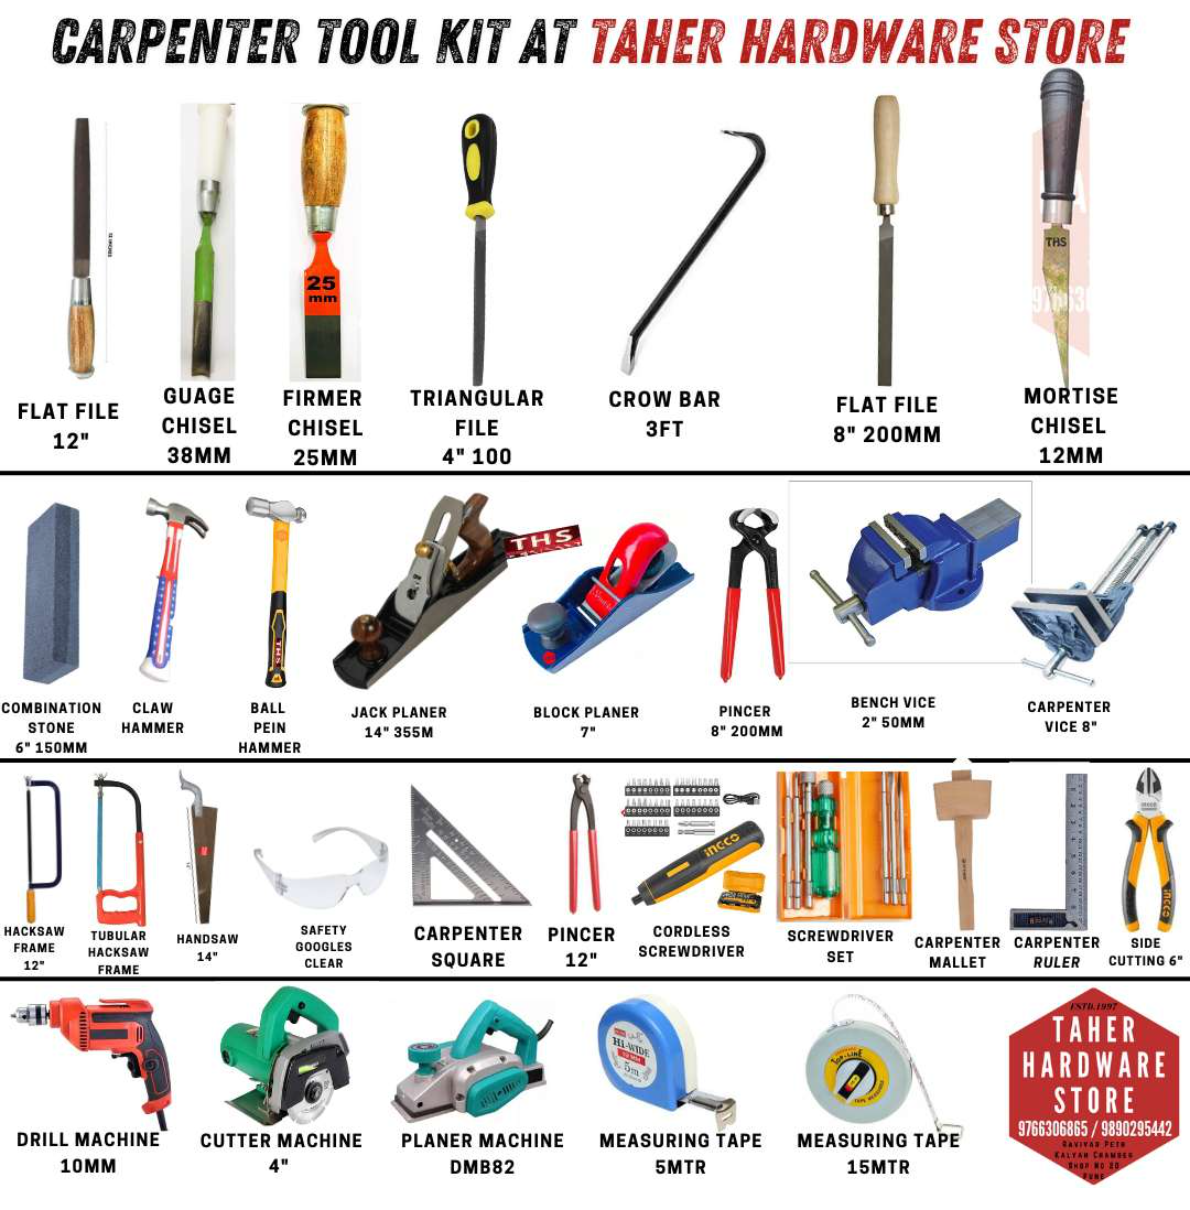 CARPENTER TOOL KIT AT TAHER HARDWARE STORE
25
mm
THS
FLAT FILE
12"
GUAGE
CHISEL
38MM
FIRMER
CHISEL
25MM
TRIANGULAR
FILE
4" 100
CROW BAR
3FT
FLAT FILE
8" 200MM
MORTISE
CHISEL
12MM
THS
THS
COMBINATION
STONE
6" 150MM
CLAW
HAMMER
BALL
PEIN
HAMMER
JACK PLANER
14" 355M
BLOCK PLANER
7"
PINCER
8" 200MM
BENCH VICE
2" 50MM
CARPENTER
VICE 8"
INGCO
INGCO
HACKSAW
FRAME
12"
TUBULAR
HACKSAW
FRAME
HANDSAW
14"
SAFETY
GOOGLES
CLEAR
CARPENTER
SQUARE
PINCER
12"
CORDLESS
SCREWDRIVER
SCREWDRIVER
SET
CARPENTER
MALLET
CARPENTER
RULER
SIDE
CUTTING 6"
Hi-WIDE
5m
TOP-LINE
TAPE MEASURES
DRILL MACHINE
10MM
CUTTER MACHINE
4"
PLANER MACHINE
DMB82
MEASURING TAPE
5MTR
MEASURING TAPE
15MTR
ESTD.1997
TAHER
HARDWARE
STORE
9766306865 / 9890295442
RAVIVAR PETH
KALYAN CHAMBER
SHOP NO 20
PUNE